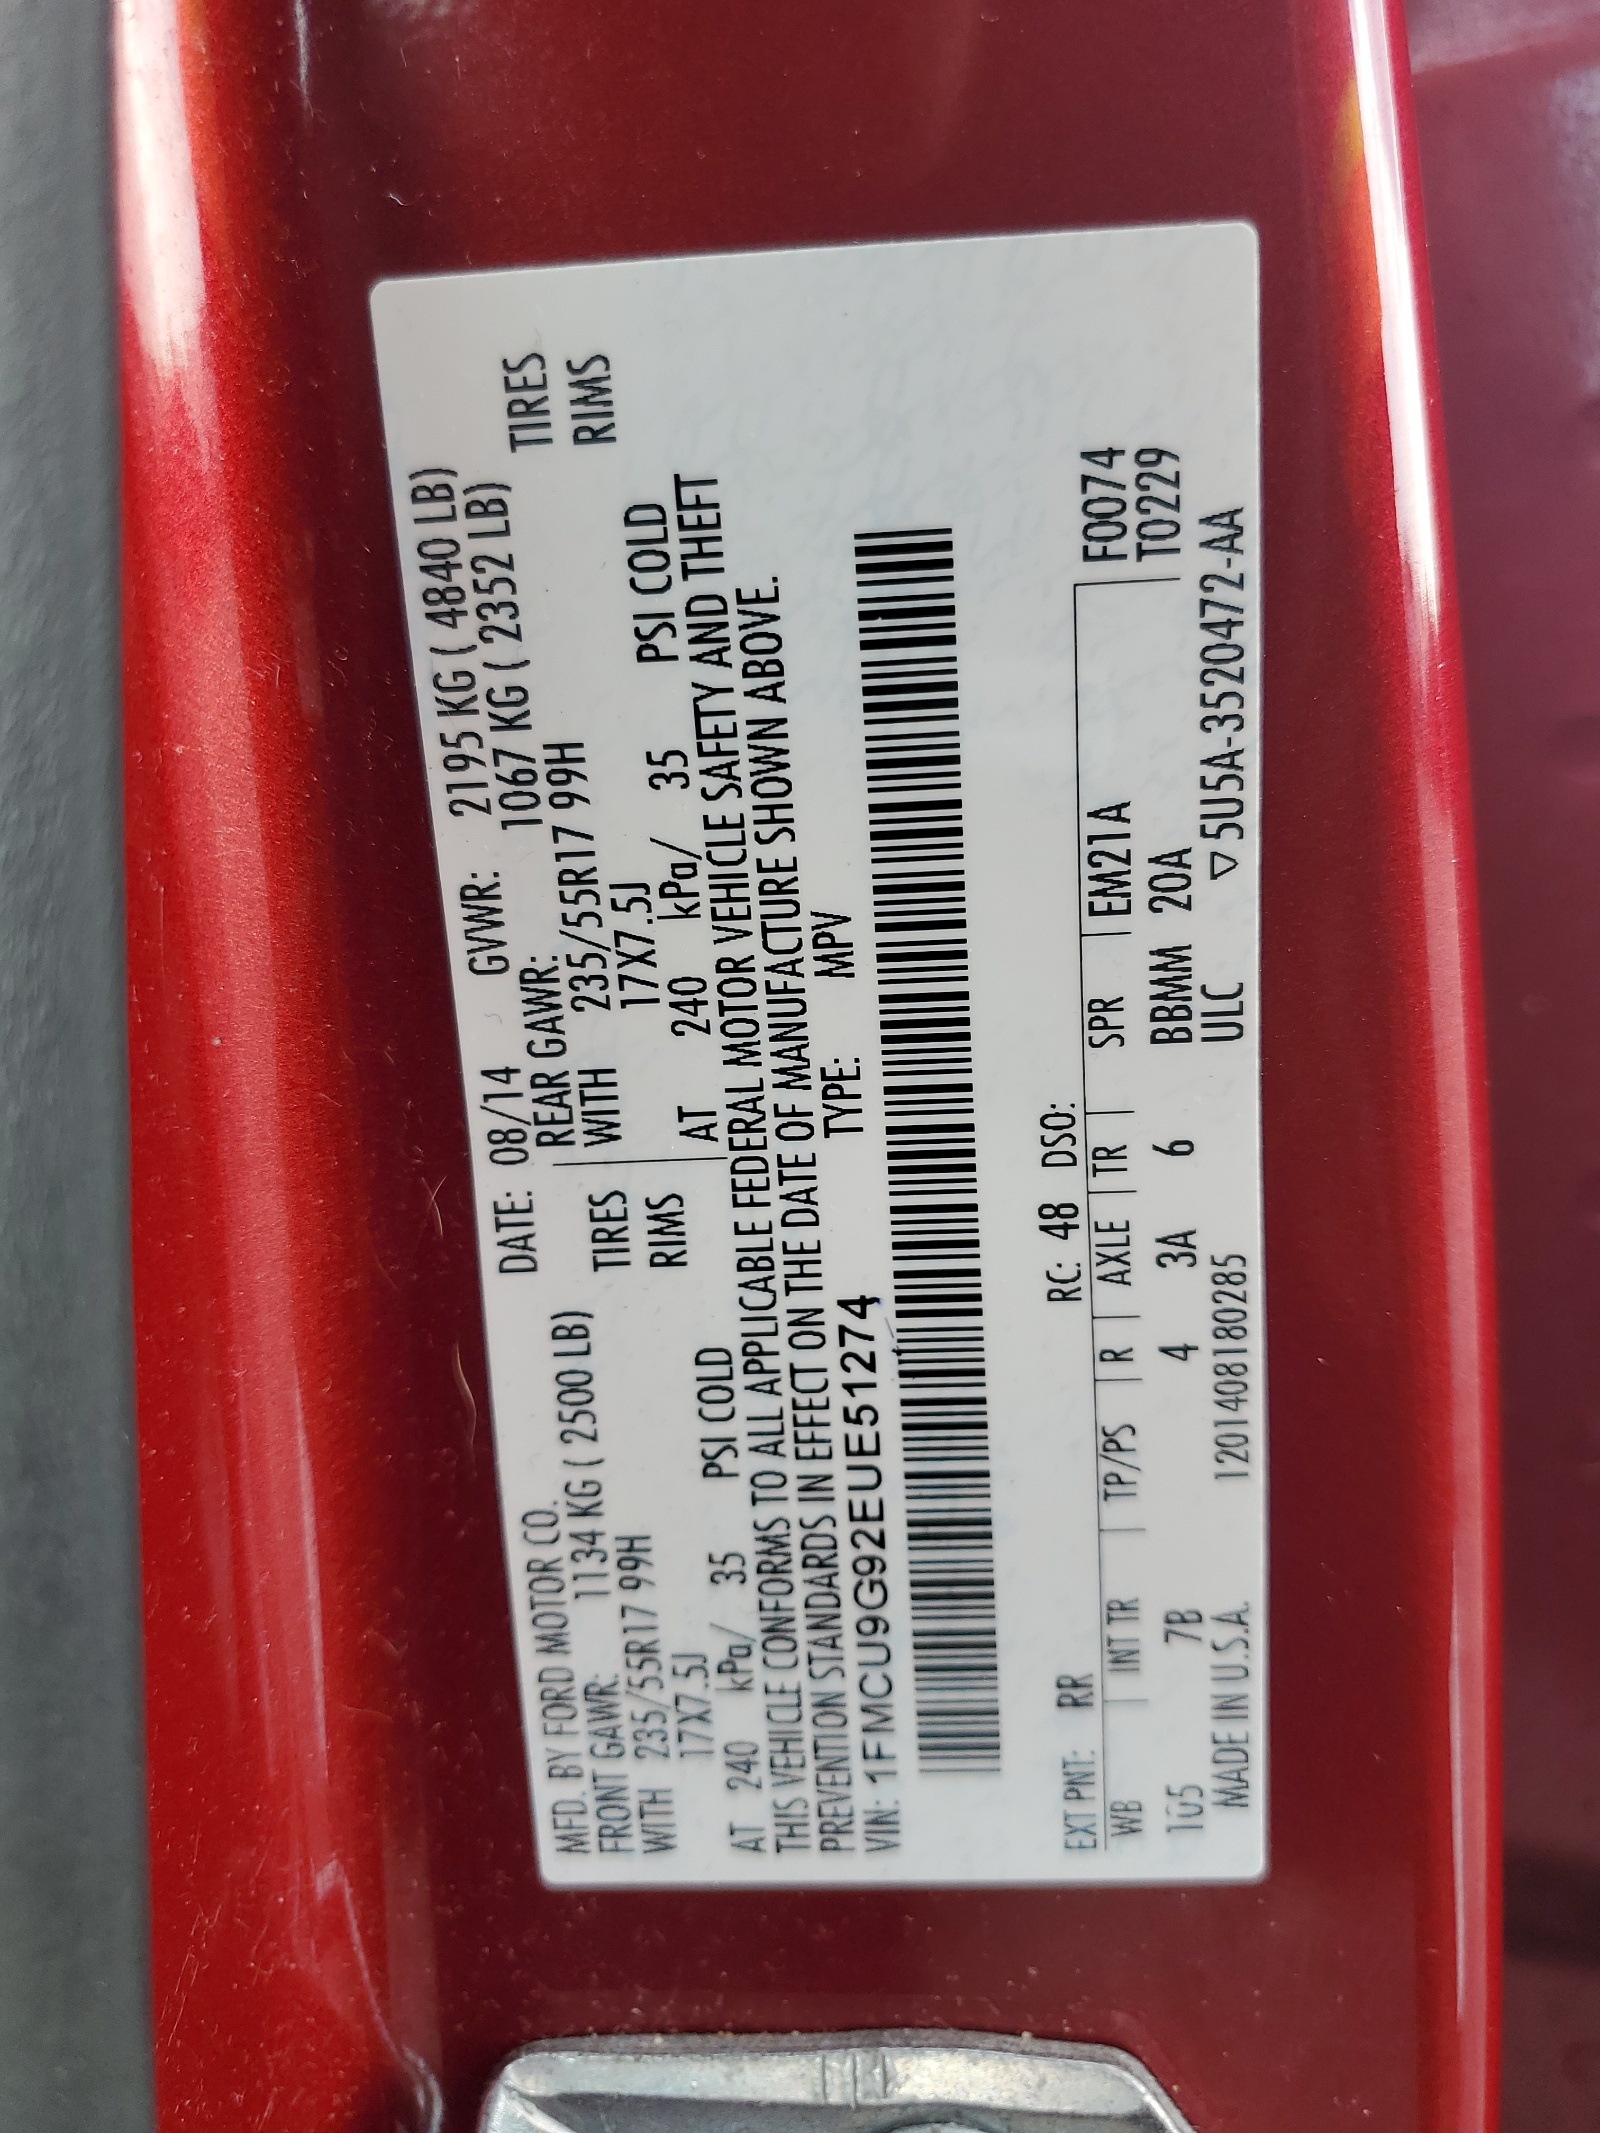 MFD. BY FORD MOTOR CO. DATE: 08/14 GVWR: 2195 KG ( 4840 LB)
FRONT GAWR: 1134 KG ( 2500 LB) REAR GAWR: 1067 KG ( 2352 LB)
WITH 235/55R17 99H TIRES WITH 235/55R17 99H TIRES
17X7.5J RIMS 17X7.5J RIMS
AT 240 kPa/ 35 PSI COLD AT 240 kPa/ 35 PSI COLD
THIS VEHICLE CONFORMS TO ALL APPLICABLE FEDERAL MOTOR VEHICLE SAFETY AND THEFT
PREVENTION STANDARDS IN EFFECT ON THE DATE OF MANUFACTURE SHOWN ABOVE.
VIN: 1FMCU9G92EUE51274 TYPE: MPV
EXT PNT: RR RC: 48 DSO: F0074
WB INT TR TP/PS R AXLE TR SPR EM21A T0229
105 7B 4 3A 6 BBMM 20A
MADE IN U.S.A. 1201408180285 ULC ▽5U5A-3520472-AA